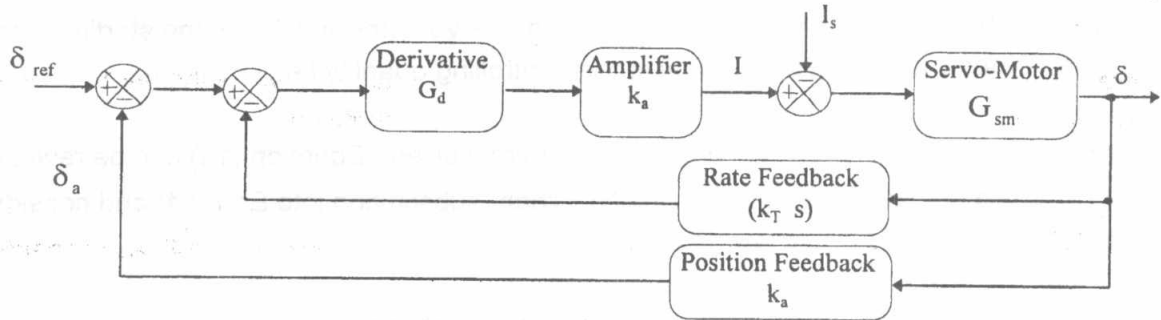 I_s
δ_ref
Derivative
G_d
Amplifier
k_a
I
Servo-Motor
G_sm
δ
+
−
+
−
+
−
δ_a
Rate Feedback
(k_T s)
Position Feedback
k_a